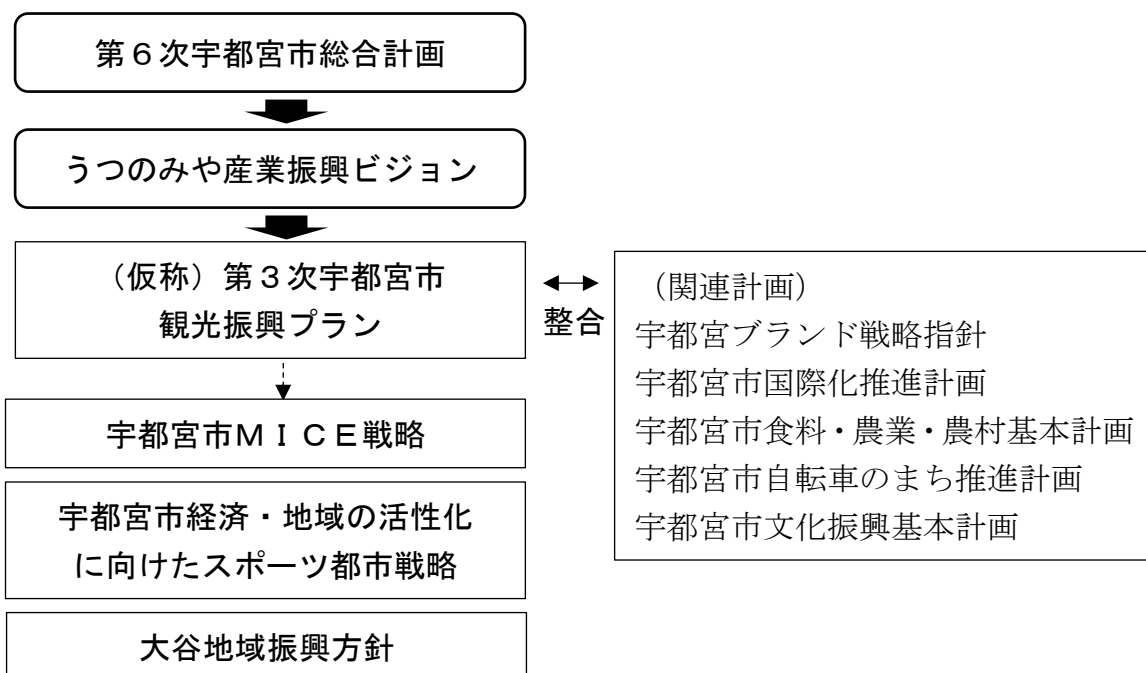 第６次宇都宮市総合計画
うつのみや産業振興ビジョン
（仮称）第３次宇都宮市
観光振興プラン
整合
（関連計画）
宇都宮ブランド戦略指針
宇都宮市国際化推進計画
宇都宮市食料・農業・農村基本計画
宇都宮市自転車のまち推進計画
宇都宮市文化振興基本計画
宇都宮市ＭＩＣＥ戦略
宇都宮市経済・地域の活性化
に向けたスポーツ都市戦略
大谷地域振興方針